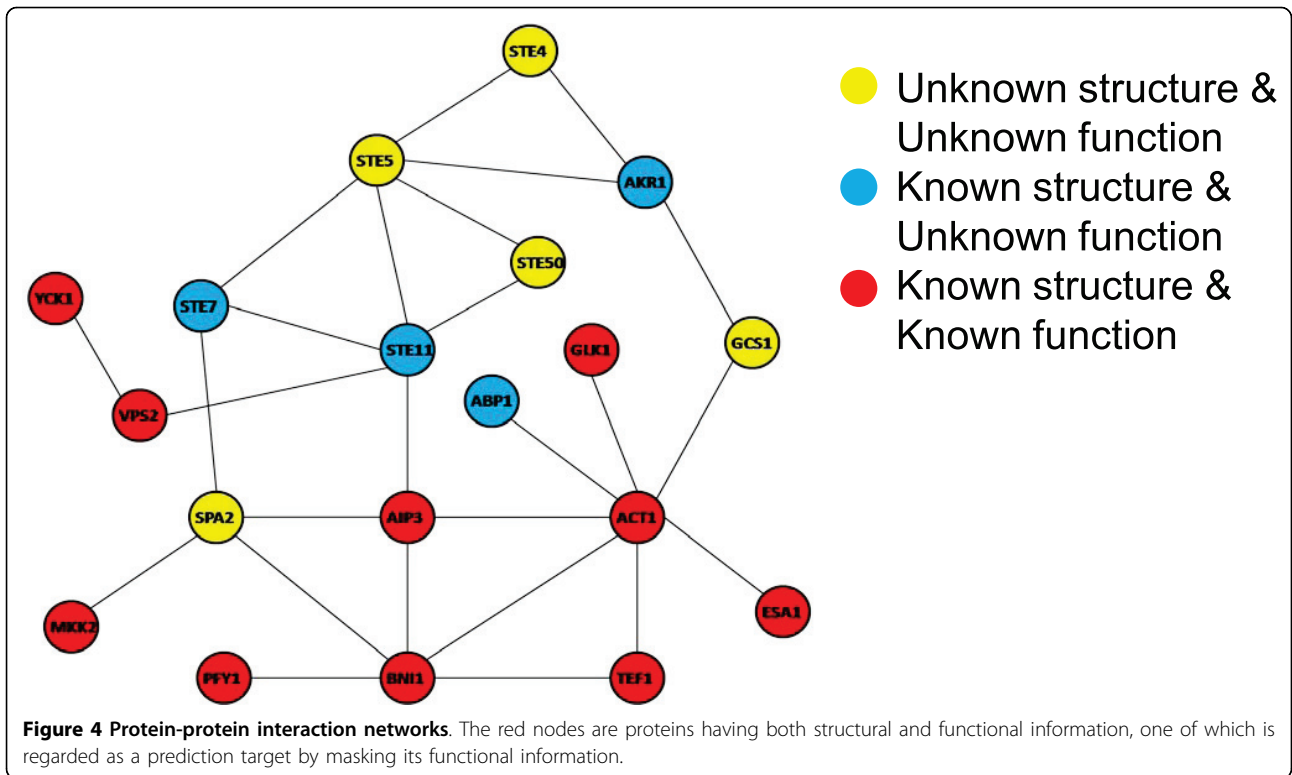 STE4
STE5
AKR1
STE50
YCK1
STE7
STE11
GLK1
GCS1
ABP1
VPS2
SPA2
AIP3
ACT1
MKK2
ESA1
PFY1
BNI1
TEF1
Unknown structure &
Unknown function
Known structure &
Unknown function
Known structure &
Known function
Figure 4 Protein-protein interaction networks. The red nodes are proteins having both structural and functional information, one of which is
regarded as a prediction target by masking its functional information.